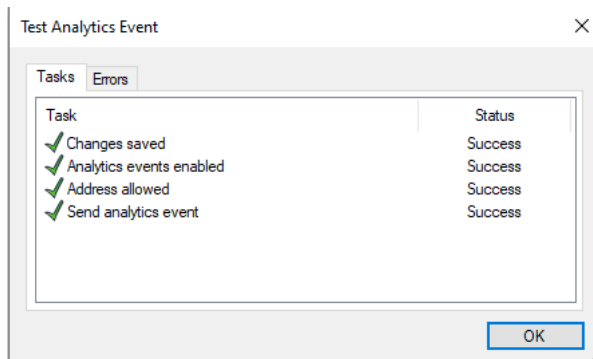 Test Analytics Event
Tasks Errors
Task Status
Changes saved Success
Analytics events enabled Success
Address allowed Success
Send analytics event Success
OK